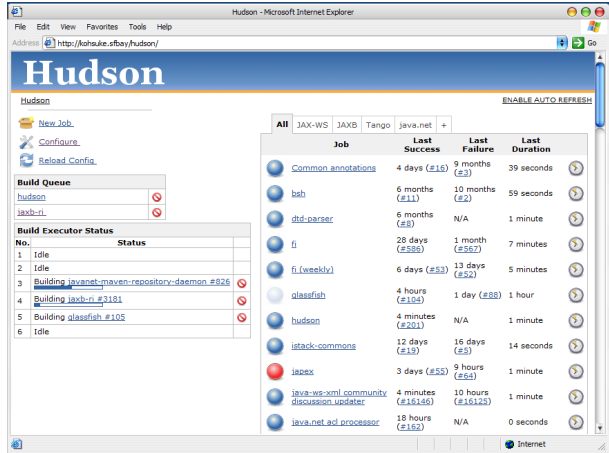 Hudson - Microsoft Internet Explorer
File Edit View Favorites Tools Help
Address http://kohsuke.sfbay/hudson/ Go
Hudson
Hudson ENABLE AUTO REFRESH
New Job
Configure
Reload Config
Build Queue
hudson
jaxb-ri
Build Executor Status
No. Status
1 Idle
2 Idle
3 Building javanet-maven-repository-daemon #826
4 Building jaxb-ri #3181
5 Building glassfish #105
6 Idle
All JAX-WS JAXB Tango java.net +
Job Last Success Last Failure Last Duration
Common annotations 4 days (#16) 9 months (#3) 39 seconds
bsh 6 months (#11) 10 months (#2) 59 seconds
dtd-parser 6 months (#8) N/A 1 minute
fi 28 days (#586) 1 month (#567) 7 minutes
fi (weekly) 6 days (#53) 13 days (#52) 5 minutes
glassfish 4 hours (#104) 1 day (#88) 1 hour
hudson 4 minutes (#201) N/A 1 minute
istack-commons 12 days (#19) 16 days (#5) 14 seconds
japex 3 days (#55) 9 hours (#64) 1 minute
java-ws-xml community discussion updater 4 minutes (#16146) 10 hours (#16125) 1 minute
java.net acl processor 18 hours (#162) N/A 0 seconds
Internet